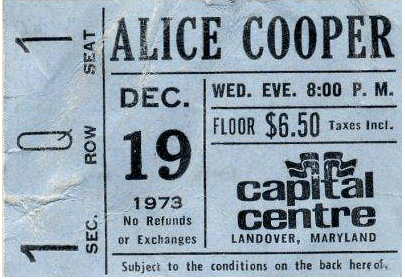 1 SEAT
Q ROW
1 SEC.
ALICE COOPER
DEC.
19
1973
No Refunds
or Exchanges
WED. EVE. 8:00 P. M.
FLOOR $6.50 Taxes Incl.
capital
centre
LANDOVER, MARYLAND
Subject to the conditions on the back hereof.